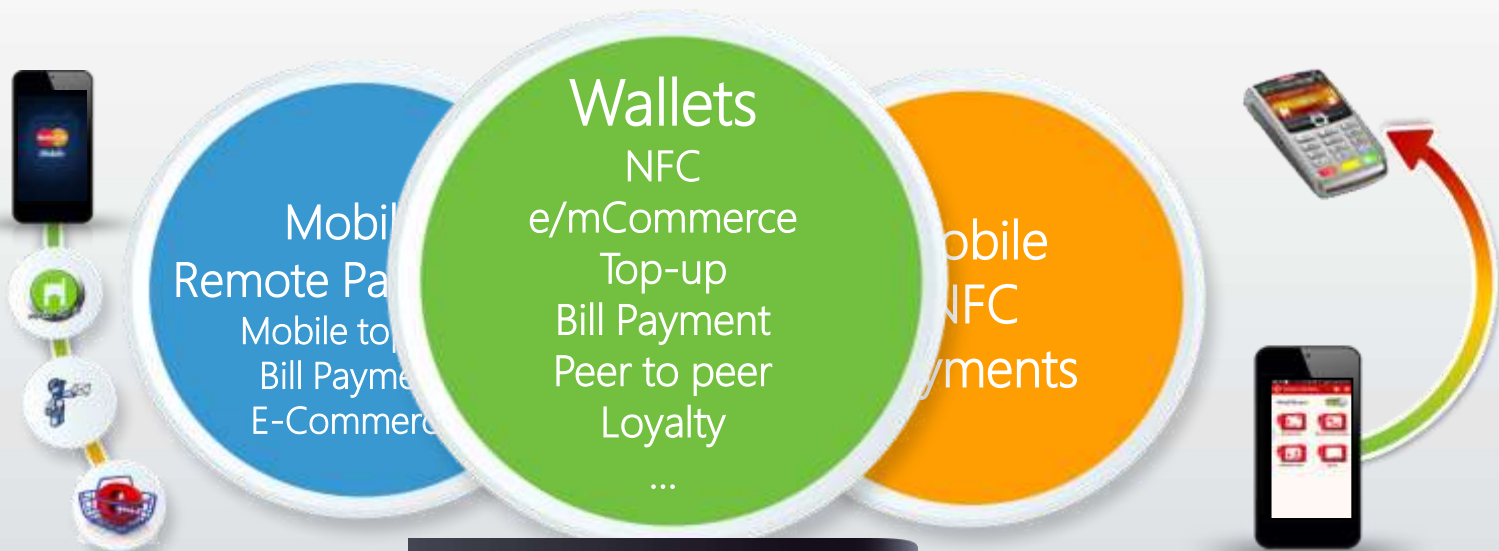 Mobil
Remote Pa
Mobile to
Bill Payme
E-Commerc
Wallets
NFC
e/mCommerce
Top-up
Bill Payment
Peer to peer
Loyalty
...
obile
NFC
yments